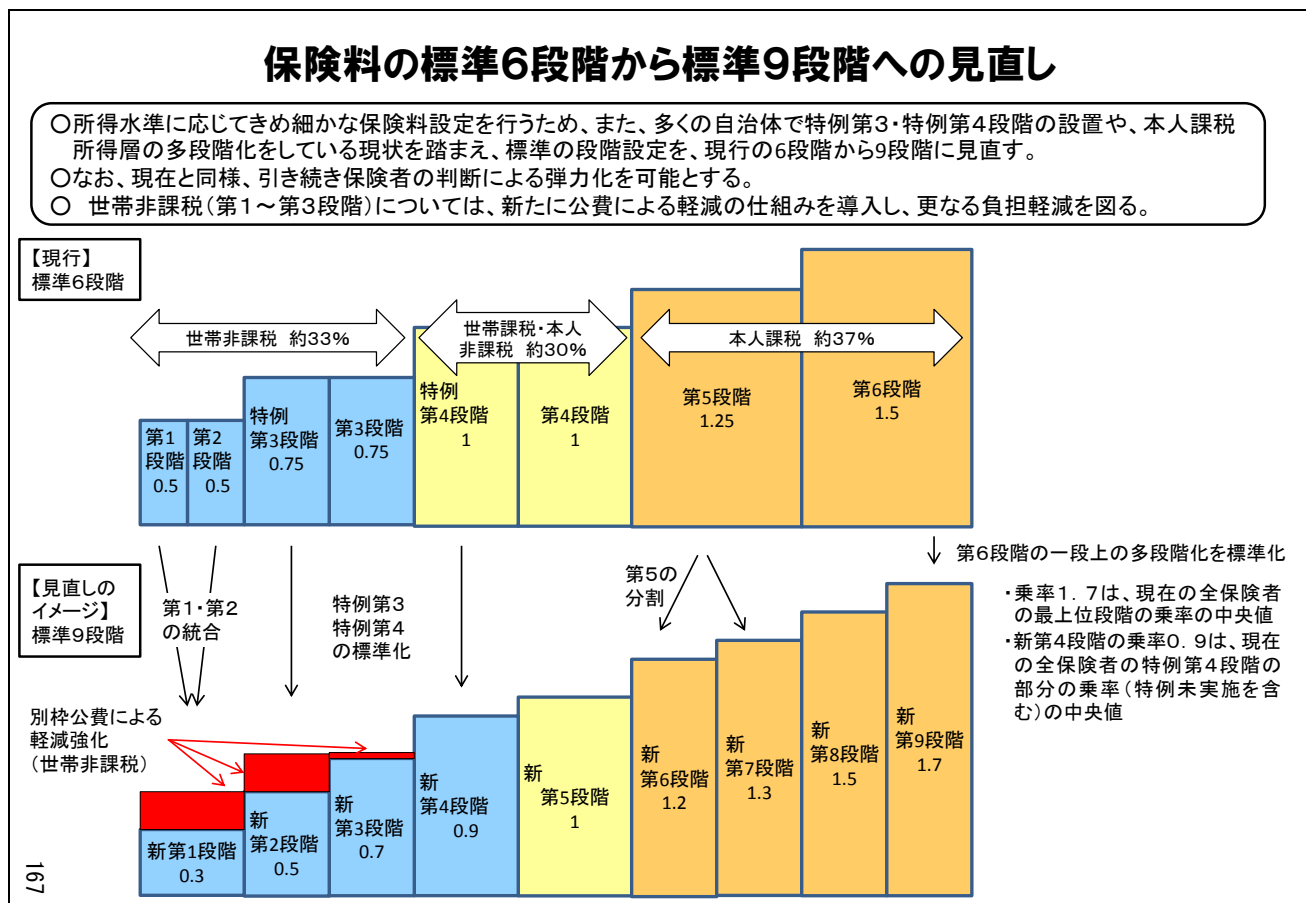 保険料の標準6段階から標準9段階への見直し
○所得水準に応じてきめ細かな保険料設定を行うため、また、多くの自治体で特例第3・特例第4段階の設置や、本人課税
所得層の多段階化をしている現状を踏まえ、標準の段階設定を、現行の6段階から9段階に見直す。
○なお、現在と同様、引き続き保険者の判断による弾力化を可能とする。
○ 世帯非課税(第1~第3段階)については、新たに公費による軽減の仕組みを導入し、更なる負担軽減を図る。
【現行】
標準6段階
世帯非課税 約33%
世帯課税・本人
非課税 約30%
本人課税 約37%
第1
段階
0.5
第2
段階
0.5
特例
第3段階
0.75
第3段階
0.75
特例
第4段階
1
第4段階
1
第5段階
1.25
第6段階
1.5
【見直しの
イメージ】
標準9段階
第1・第2
の統合
特例第3
特例第4
の標準化
第5の
分割
第6段階の一段上の多段階化を標準化
・乗率1.7は、現在の全保険者
の最上位段階の乗率の中央値
・新第4段階の乗率0.9は、現在
の全保険者の特例第4段階の
部分の乗率(特例未実施を含
む)の中央値
別枠公費による
軽減強化
(世帯非課税)
新第1段階
0.3
新
第2段階
0.5
新
第3段階
0.7
新
第4段階
0.9
新
第5段階
1
新
第6段階
1.2
新
第7段階
1.3
新
第8段階
1.5
新
第9段階
1.7
167